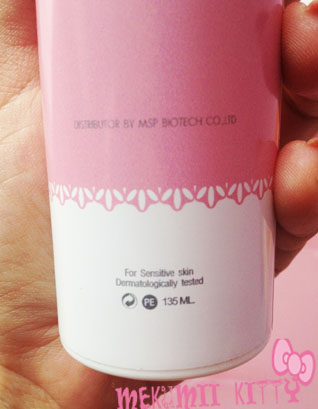 DISTRIBUTOR BY MSP BIOTECH CO.,LTD
For Sensitive skin
Dermatologically tested
PE 135 ML.
MEKIMII KITTY